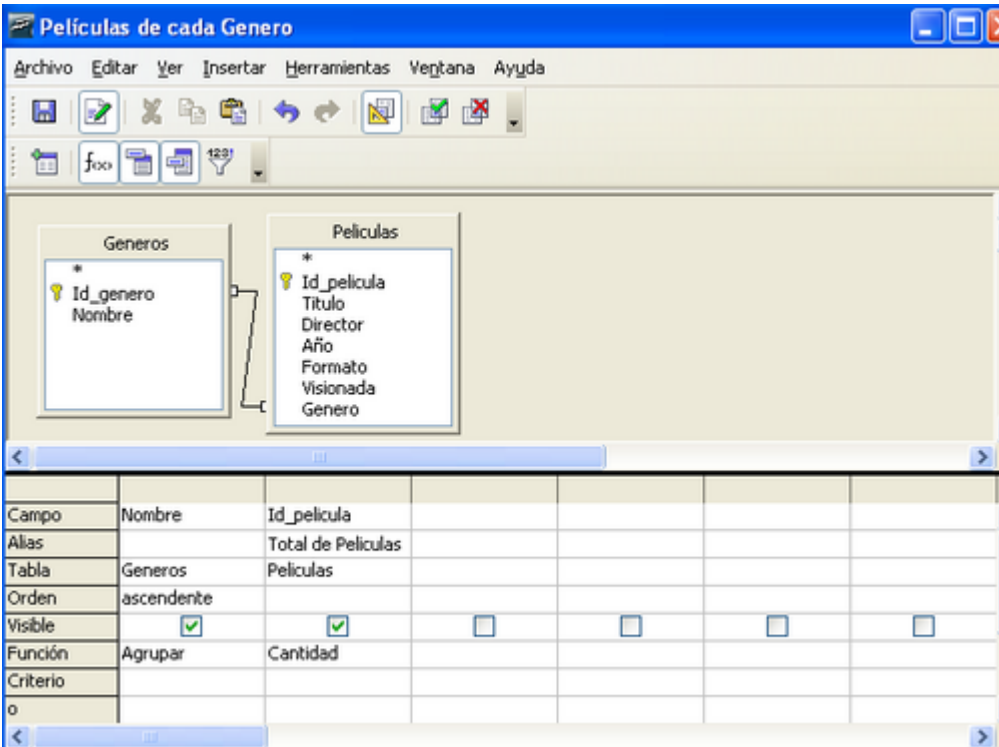 Películas de cada Genero
Archivo Editar Ver Insertar Herramientas Ventana Ayuda
f(x) 123!
Generos
*
Id_genero
Nombre
Peliculas
*
Id_pelicula
Titulo
Director
Año
Formato
Visionada
Genero
Campo Nombre Id_pelicula
Alias Total de Peliculas
Tabla Generos Peliculas
Orden ascendente
Visible
Función Agrupar Cantidad
Criterio
o